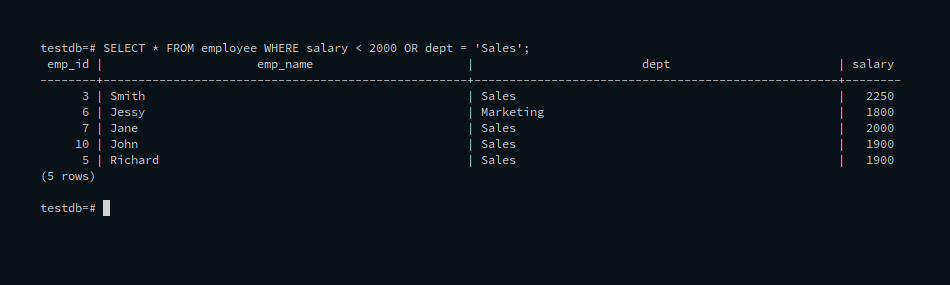 testdb=# SELECT * FROM employee WHERE salary < 2000 OR dept = 'Sales';
 emp_id |                      emp_name                      |                        dept                        | salary
--------+----------------------------------------------------+----------------------------------------------------+--------
      3 | Smith                                              | Sales                                              |   2250
      6 | Jessy                                              | Marketing                                          |   1800
      7 | Jane                                               | Sales                                              |   2000
     10 | John                                               | Sales                                              |   1900
      5 | Richard                                            | Sales                                              |   1900
(5 rows)
testdb=#